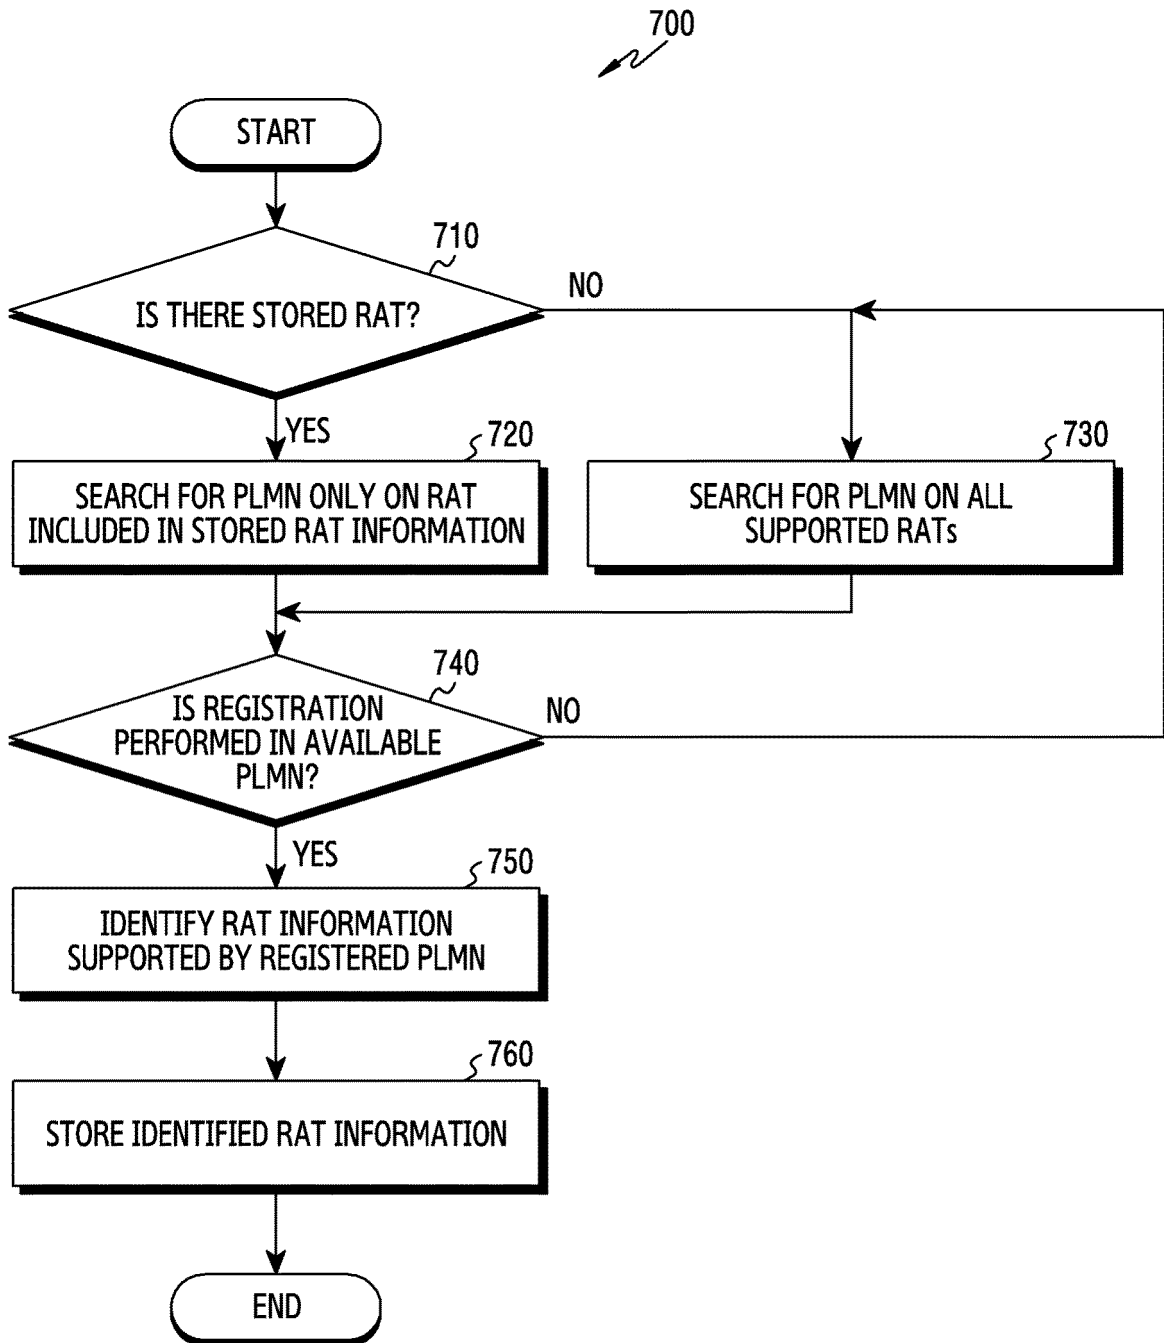 700
START
710
IS THERE STORED RAT?
NO
YES
720
SEARCH FOR PLMN ONLY ON RAT
INCLUDED IN STORED RAT INFORMATION
730
SEARCH FOR PLMN ON ALL
SUPPORTED RATs
740
IS REGISTRATION
PERFORMED IN AVAILABLE
PLMN?
NO
YES
750
IDENTIFY RAT INFORMATION
SUPPORTED BY REGISTERED PLMN
760
STORE IDENTIFIED RAT INFORMATION
END